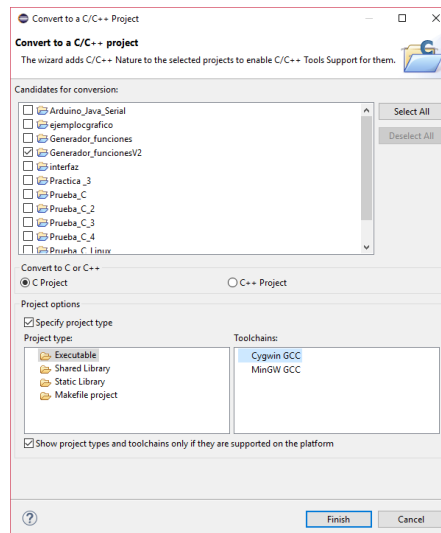 Convert to a C/C++ Project
Convert to a C/C++ project
The wizard adds C/C++ Nature to the selected projects to enable C/C++ Tools Support for them.
Candidates for conversion:
Arduino_Java_Serial
ejemplocgrafico
Generador_funciones
Generador_funcionesV2
interfaz
Practica _3
Prueba_C
Prueba_C_2
Prueba_C_3
Prueba_C_4
Prueba_C_Linux
Select All
Deselect All
Convert to C or C++
C Project
C++ Project
Project options
Specify project type
Project type:
Executable
Shared Library
Static Library
Makefile project
Toolchains:
Cygwin GCC
MinGW GCC
Show project types and toolchains only if they are supported on the platform
?
Finish
Cancel